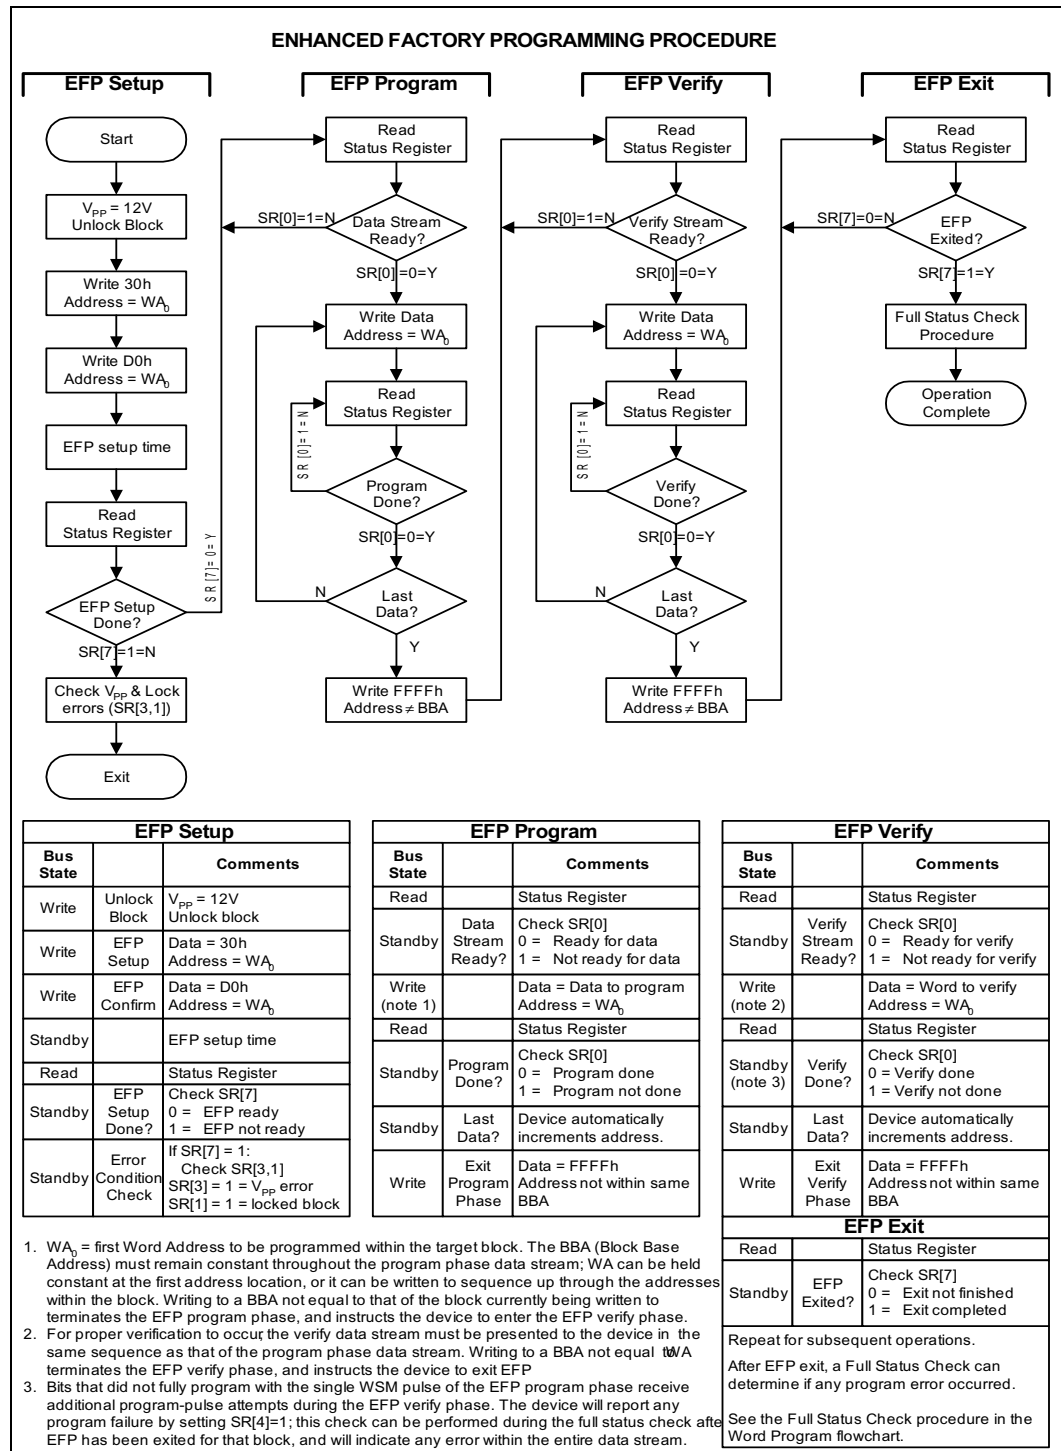 ENHANCED FACTORY PROGRAMMING PROCEDURE
EFP Setup
EFP Program
EFP Verify
EFP Exit
Start
VPP = 12V
Unlock Block
Write 30h
Address = WA0
Write D0h
Address = WA0
EFP setup time
Read
Status Register
EFP Setup
Done?
SR[7]=0=Y
SR[7]=1=N
Check VPP & Lock
errors (SR[3,1])
Exit
Read
Status Register
SR[0]=1=N
Data Stream
Ready?
SR[0]=0=Y
Write Data
Address = WA0
Read
Status Register
SR[0]=1=N
Program
Done?
SR[0]=0=Y
N
Last
Data?
Y
Write FFFFh
Address ≠ BBA
Read
Status Register
SR[0]=1=N
Verify Stream
Ready?
SR[0]=0=Y
Write Data
Address = WA0
Read
Status Register
SR[0]=1=N
Verify
Done?
SR[0]=0=Y
N
Last
Data?
Y
Write FFFFh
Address ≠ BBA
Read
Status Register
SR[7]=0=N
EFP
Exited?
SR[7]=1=Y
Full Status Check
Procedure
Operation
Complete
EFP Setup
Bus
State
Comments
Write
Unlock
Block
VPP = 12V
Unlock block
Write
EFP
Setup
Data = 30h
Address = WA0
Write
EFP
Confirm
Data = D0h
Address = WA0
Standby
EFP setup time
Read
Status Register
Standby
EFP
Setup
Done?
Check SR[7]
0 = EFP ready
1 = EFP not ready
Standby
Error
Condition
Check
If SR[7] = 1:
Check SR[3,1]
SR[3] = 1 = VPP error
SR[1] = 1 = locked block
EFP Program
Bus
State
Comments
Read
Status Register
Standby
Data
Stream
Ready?
Check SR[0]
0 = Ready for data
1 = Not ready for data
Write
(note 1)
Data = Data to program
Address = WA0
Read
Status Register
Standby
Program
Done?
Check SR[0]
0 = Program done
1 = Program not done
Standby
Last
Data?
Device automatically
increments address.
Write
Exit
Program
Phase
Data = FFFFh
Address not within same
BBA
EFP Verify
Bus
State
Comments
Read
Status Register
Standby
Verify
Stream
Ready?
Check SR[0]
0 = Ready for verify
1 = Not ready for verify
Write
(note 2)
Data = Word to verify
Address = WA0
Read
Status Register
Standby
(note 3)
Verify
Done?
Check SR[0]
0 = Verify done
1 = Verify not done
Standby
Last
Data?
Device automatically
increments address.
Write
Exit
Verify
Phase
Data = FFFFh
Address not within same
BBA
EFP Exit
Read
Status Register
Standby
EFP
Exited?
Check SR[7]
0 = Exit not finished
1 = Exit completed
Repeat for subsequent operations.
After EFP exit, a Full Status Check can
determine if any program error occurred.
See the Full Status Check procedure in the
Word Program flowchart.
1. WA0 = first Word Address to be programmed within the target block. The BBA (Block Base
Address) must remain constant throughout the program phase data stream; WA can be held
constant at the first address location, or it can be written to sequence up through the addresses
within the block. Writing to a BBA not equal to that of the block currently being written to
terminates the EFP program phase, and instructs the device to enter the EFP verify phase.
2. For proper verification to occur, the verify data stream must be presented to the device in the
same sequence as that of the program phase data stream. Writing to a BBA not equal to WA
terminates the EFP verify phase, and instructs the device to exit EFP
3. Bits that did not fully program with the single WSM pulse of the EFP program phase receive
additional program-pulse attempts during the EFP verify phase. The device will report any
program failure by setting SR[4]=1; this check can be performed during the full status check afte
EFP has been exited for that block, and will indicate any error within the entire data stream.